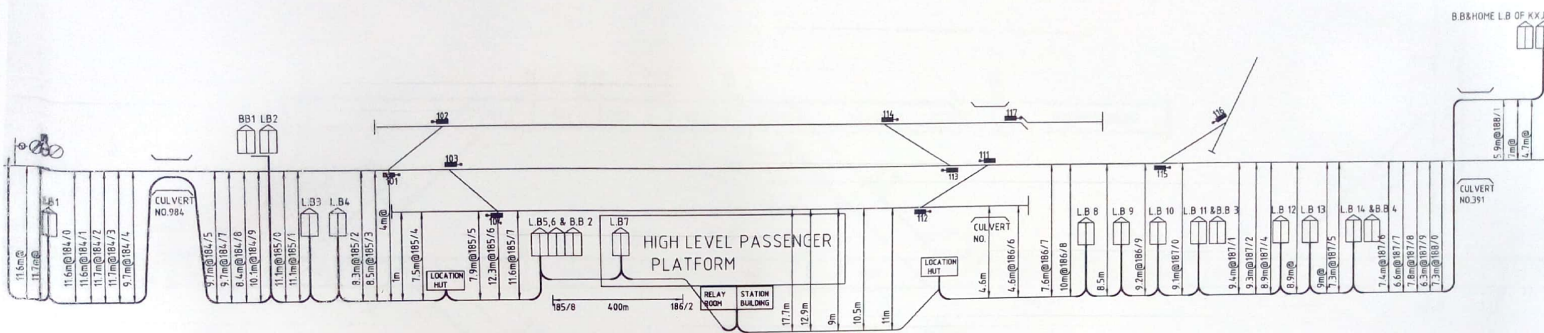 B.B&HOME L.B OF KXJ
BB1 LB2
102
114
117
116
103
111
101
113
115
104
112
LB1
CULVERT
NO.984
L.B3
L.B4
L.B5,6 & B.B 2
L.B7
HIGH LEVEL PASSENGER
PLATFORM
CULVERT
NO.
L.B 8
L.B 9
L.B 10
L.B 11 &B.B 3
L.B 12
L.B 13
L.B 14 &B.B 4
CULVERT
NO.391
11.6m@
11.7m@
11.6m@184/0
11.6m@184/1
11.7m@184/2
11.7m@184/3
9.7m@184/4
9.7m@184/5
9.7m@184/7
8.4m@184/8
10.1m@184/9
11.1m@185/0
11.1m@185/1
8.3m@185/2
8.5m@185/3
4m@
1m
7.5m@185/4
7.9m@185/5
12.3m@185/6
11.6m@185/7
LOCATION
HUT
185/8
400m
186/2
RELAY
ROOM
STATION
BUILDING
17.7m
12.9m
9m
10.5m
11m
LOCATION
HUT
4.6m
4.6m@186/6
7.6m@186/7
10m@186/8
8.5m
9.2m@186/9
9.1m@187/0
9.4m@187/1
9.3m@187/2
8.9m@187/4
8.9m@
9m@
7.3m@187/5
7.4m@187/6
6.6m@187/7
8m@187/8
6.3m@187/9
7.3m@188/0
5.9m@188/1
7m@
4.7m@